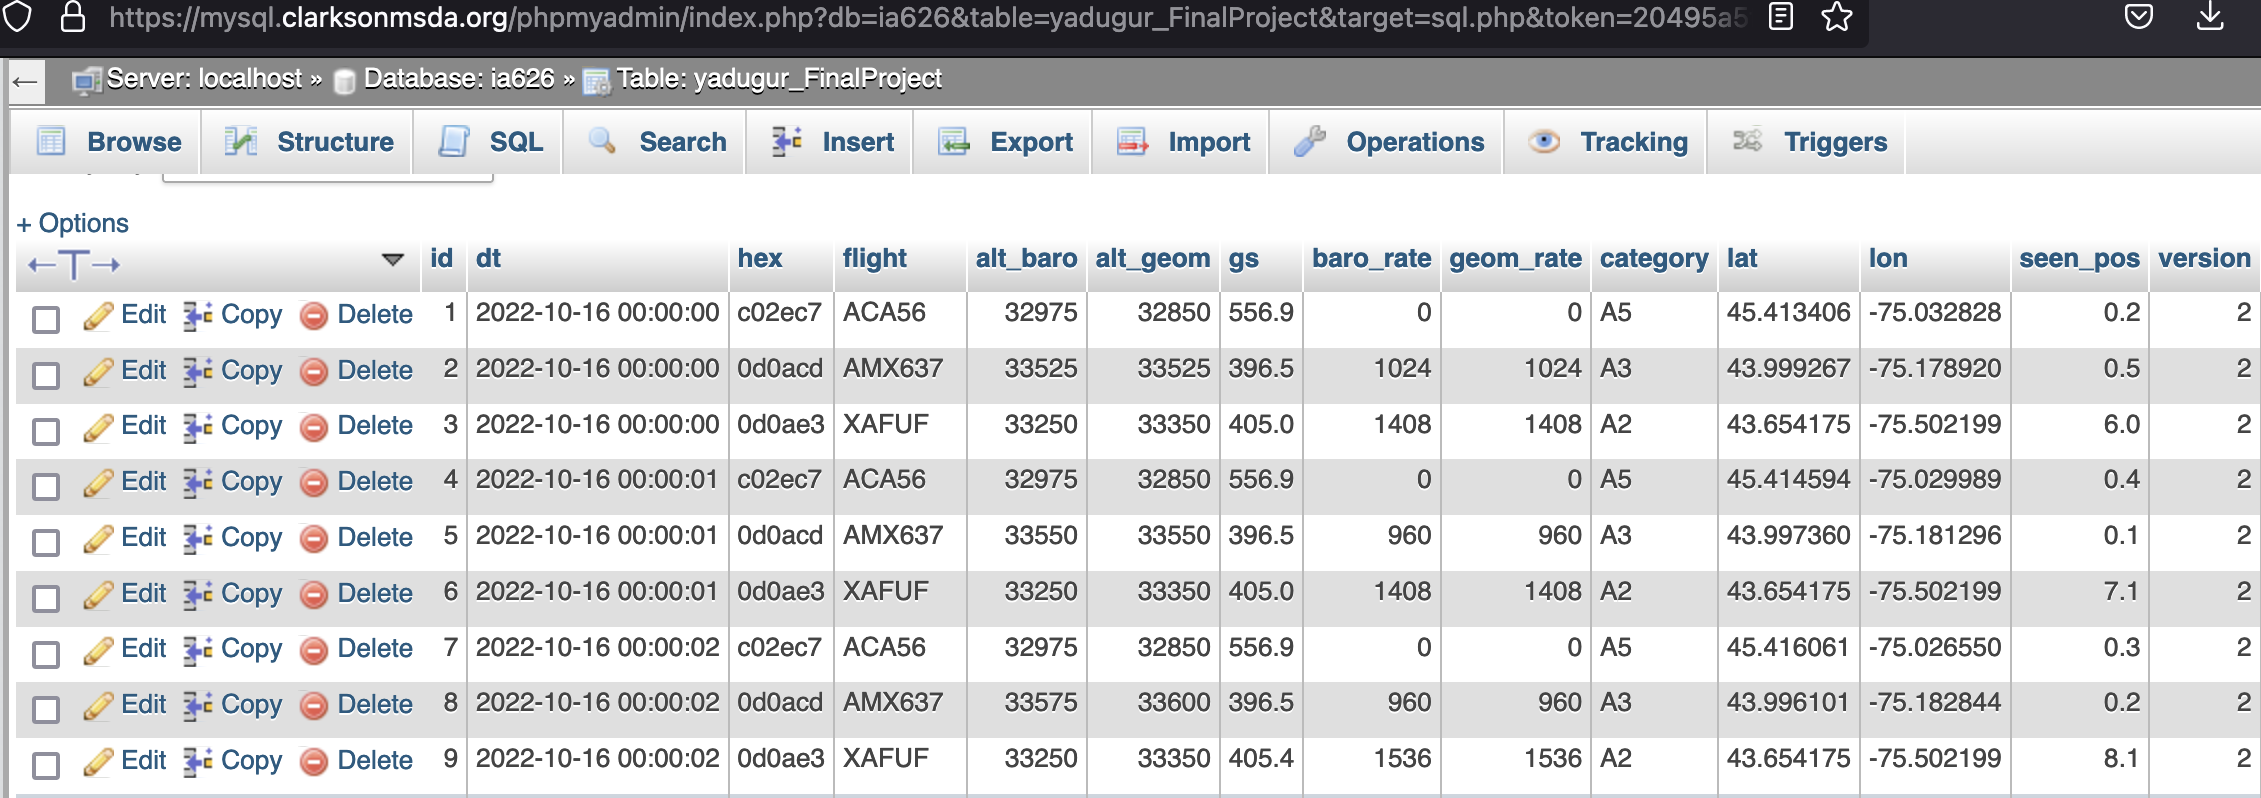 https://mysql.clarksonmsda.org/phpmyadmin/index.php?db=ia626&table=yadugur_FinalProject&target=sql.php&token=20495a5
← Server: localhost » Database: ia626 » Table: yadugur_FinalProject
Browse Structure SQL Search Insert Export Import Operations Tracking Triggers
+ Options
←T→ id dt hex flight alt_baro alt_geom gs baro_rate geom_rate category lat lon seen_pos version
Edit Copy Delete 1 2022-10-16 00:00:00 c02ec7 ACA56 32975 32850 556.9 0 0 A5 45.413406 -75.032828 0.2 2
Edit Copy Delete 2 2022-10-16 00:00:00 0d0acd AMX637 33525 33525 396.5 1024 1024 A3 43.999267 -75.178920 0.5 2
Edit Copy Delete 3 2022-10-16 00:00:00 0d0ae3 XAFUF 33250 33350 405.0 1408 1408 A2 43.654175 -75.502199 6.0 2
Edit Copy Delete 4 2022-10-16 00:00:01 c02ec7 ACA56 32975 32850 556.9 0 0 A5 45.414594 -75.029989 0.4 2
Edit Copy Delete 5 2022-10-16 00:00:01 0d0acd AMX637 33550 33550 396.5 960 960 A3 43.997360 -75.181296 0.1 2
Edit Copy Delete 6 2022-10-16 00:00:01 0d0ae3 XAFUF 33250 33350 405.0 1408 1408 A2 43.654175 -75.502199 7.1 2
Edit Copy Delete 7 2022-10-16 00:00:02 c02ec7 ACA56 32975 32850 556.9 0 0 A5 45.416061 -75.026550 0.3 2
Edit Copy Delete 8 2022-10-16 00:00:02 0d0acd AMX637 33575 33600 396.5 960 960 A3 43.996101 -75.182844 0.2 2
Edit Copy Delete 9 2022-10-16 00:00:02 0d0ae3 XAFUF 33250 33350 405.4 1536 1536 A2 43.654175 -75.502199 8.1 2